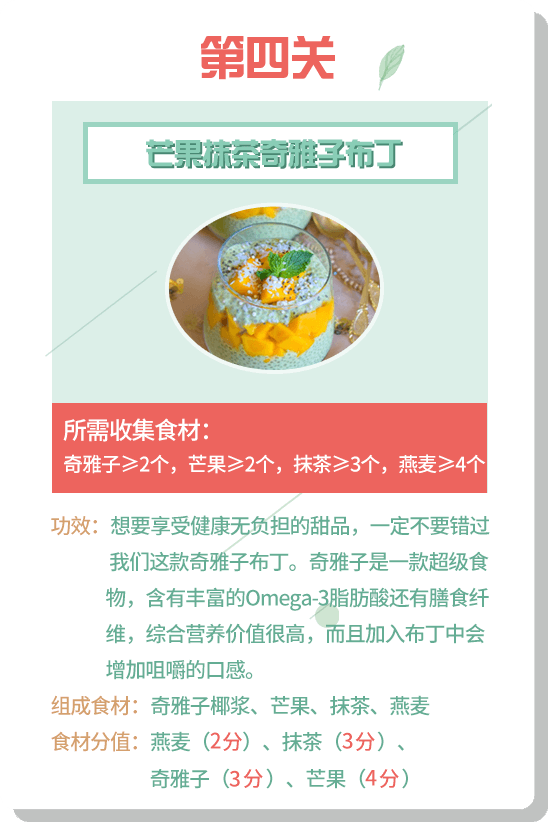 第四关
芒果抹茶奇雅子布丁
所需收集食材：
奇雅子≥2个，芒果≥2个，抹茶≥3个，燕麦≥4个
功效：想要享受健康无负担的甜品，一定不要错过
我们这款奇雅子布丁。奇雅子是一款超级食
物，含有丰富的Omega-3脂肪酸还有膳食纤
维，综合营养价值很高，而且加入布丁中会
增加咀嚼的口感。
组成食材：奇雅子椰浆、芒果、抹茶、燕麦
食材分值：燕麦（2分）、抹茶（3分）、
奇雅子（3分）、芒果（4分）